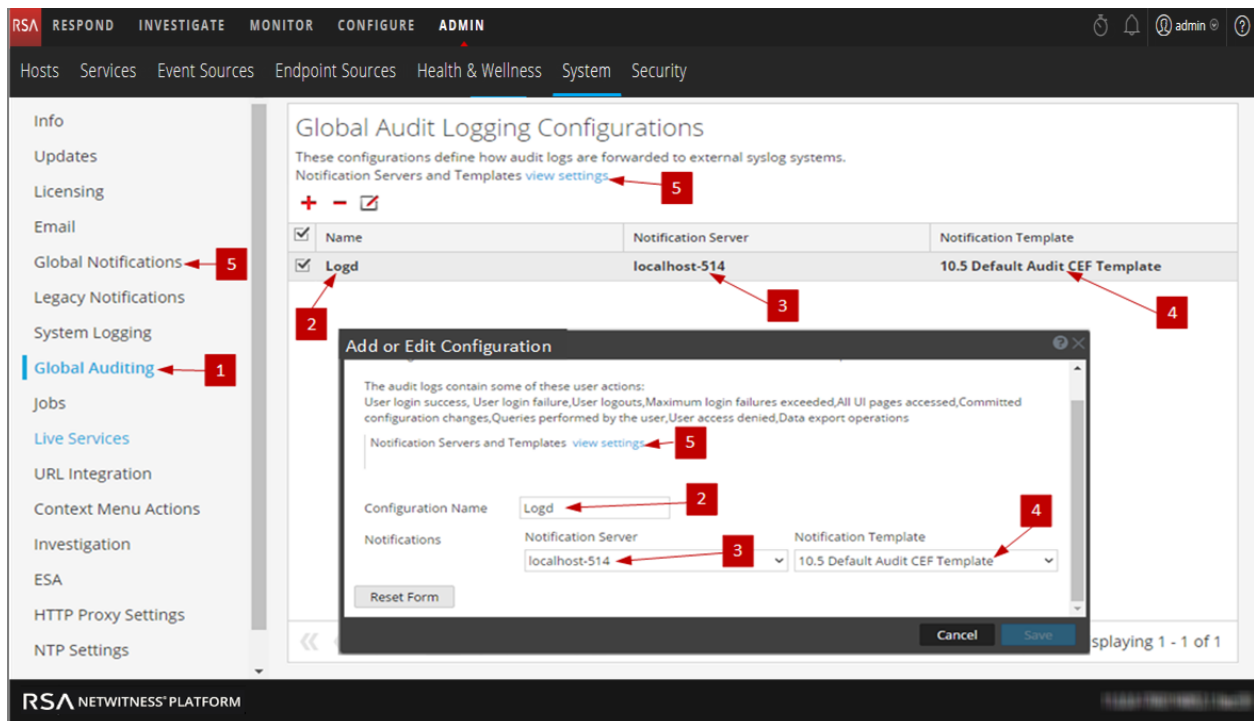 RSA RESPOND INVESTIGATE MONITOR CONFIGURE ADMIN admin ?
Hosts Services Event Sources Endpoint Sources Health & Wellness System Security
Info
Updates
Licensing
Email
Global Notifications 5
Legacy Notifications
System Logging
Global Auditing 1
Jobs
Live Services
URL Integration
Context Menu Actions
Investigation
ESA
HTTP Proxy Settings
NTP Settings
Global Audit Logging Configurations
These configurations define how audit logs are forwarded to external syslog systems.
Notification Servers and Templates view settings 5
Name Notification Server Notification Template
Logd localhost-514 10.5 Default Audit CEF Template
2 3 4
Add or Edit Configuration
The audit logs contain some of these user actions:
User login success, User login failure,User logouts,Maximum login failures exceeded,All UI pages accessed,Committed
configuration changes,Queries performed by the user,User access denied,Data export operations
Notification Servers and Templates view settings 5
Configuration Name Logd 2
Notifications Notification Server Notification Template 4
localhost-514 3 10.5 Default Audit CEF Template
Reset Form
Cancel Save
splaying 1 - 1 of 1
RSA NETWITNESS® PLATFORM